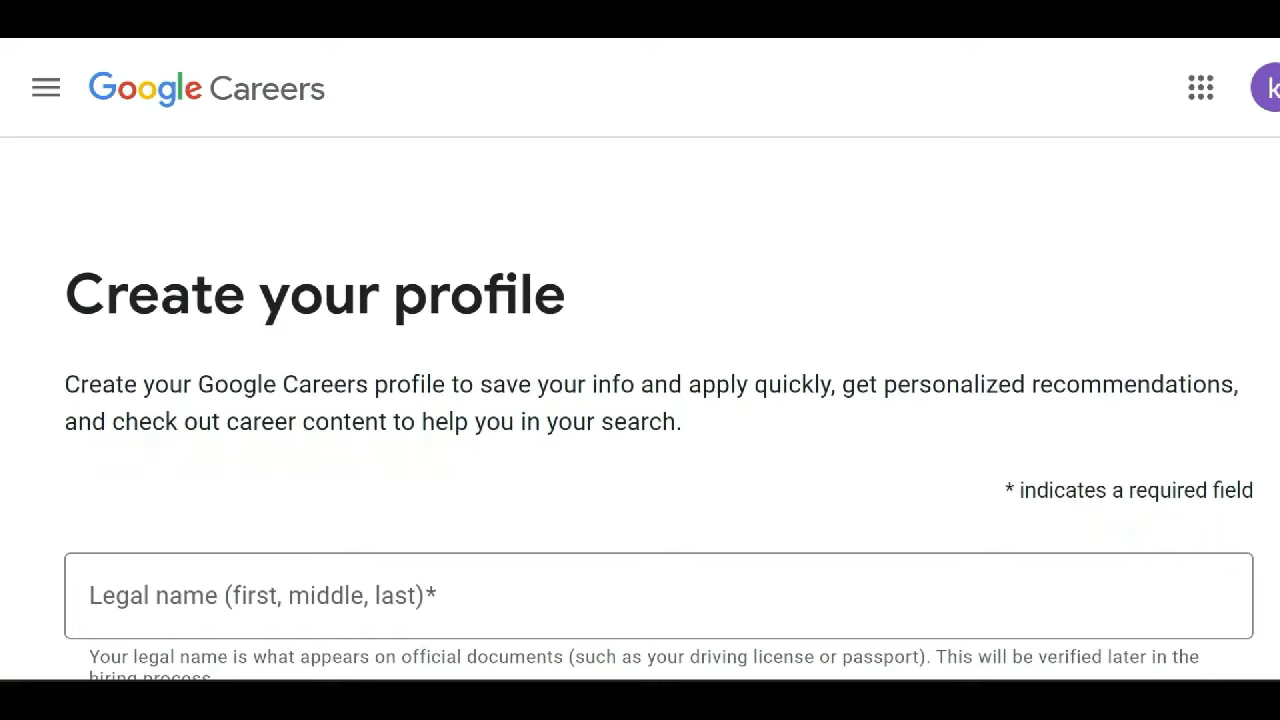 Google Careers
k
Create your profile
Create your Google Careers profile to save your info and apply quickly, get personalized recommendations,
and check out career content to help you in your search.
* indicates a required field
Legal name (first, middle, last)*
Your legal name is what appears on official documents (such as your driving license or passport). This will be verified later in the
hiring process.